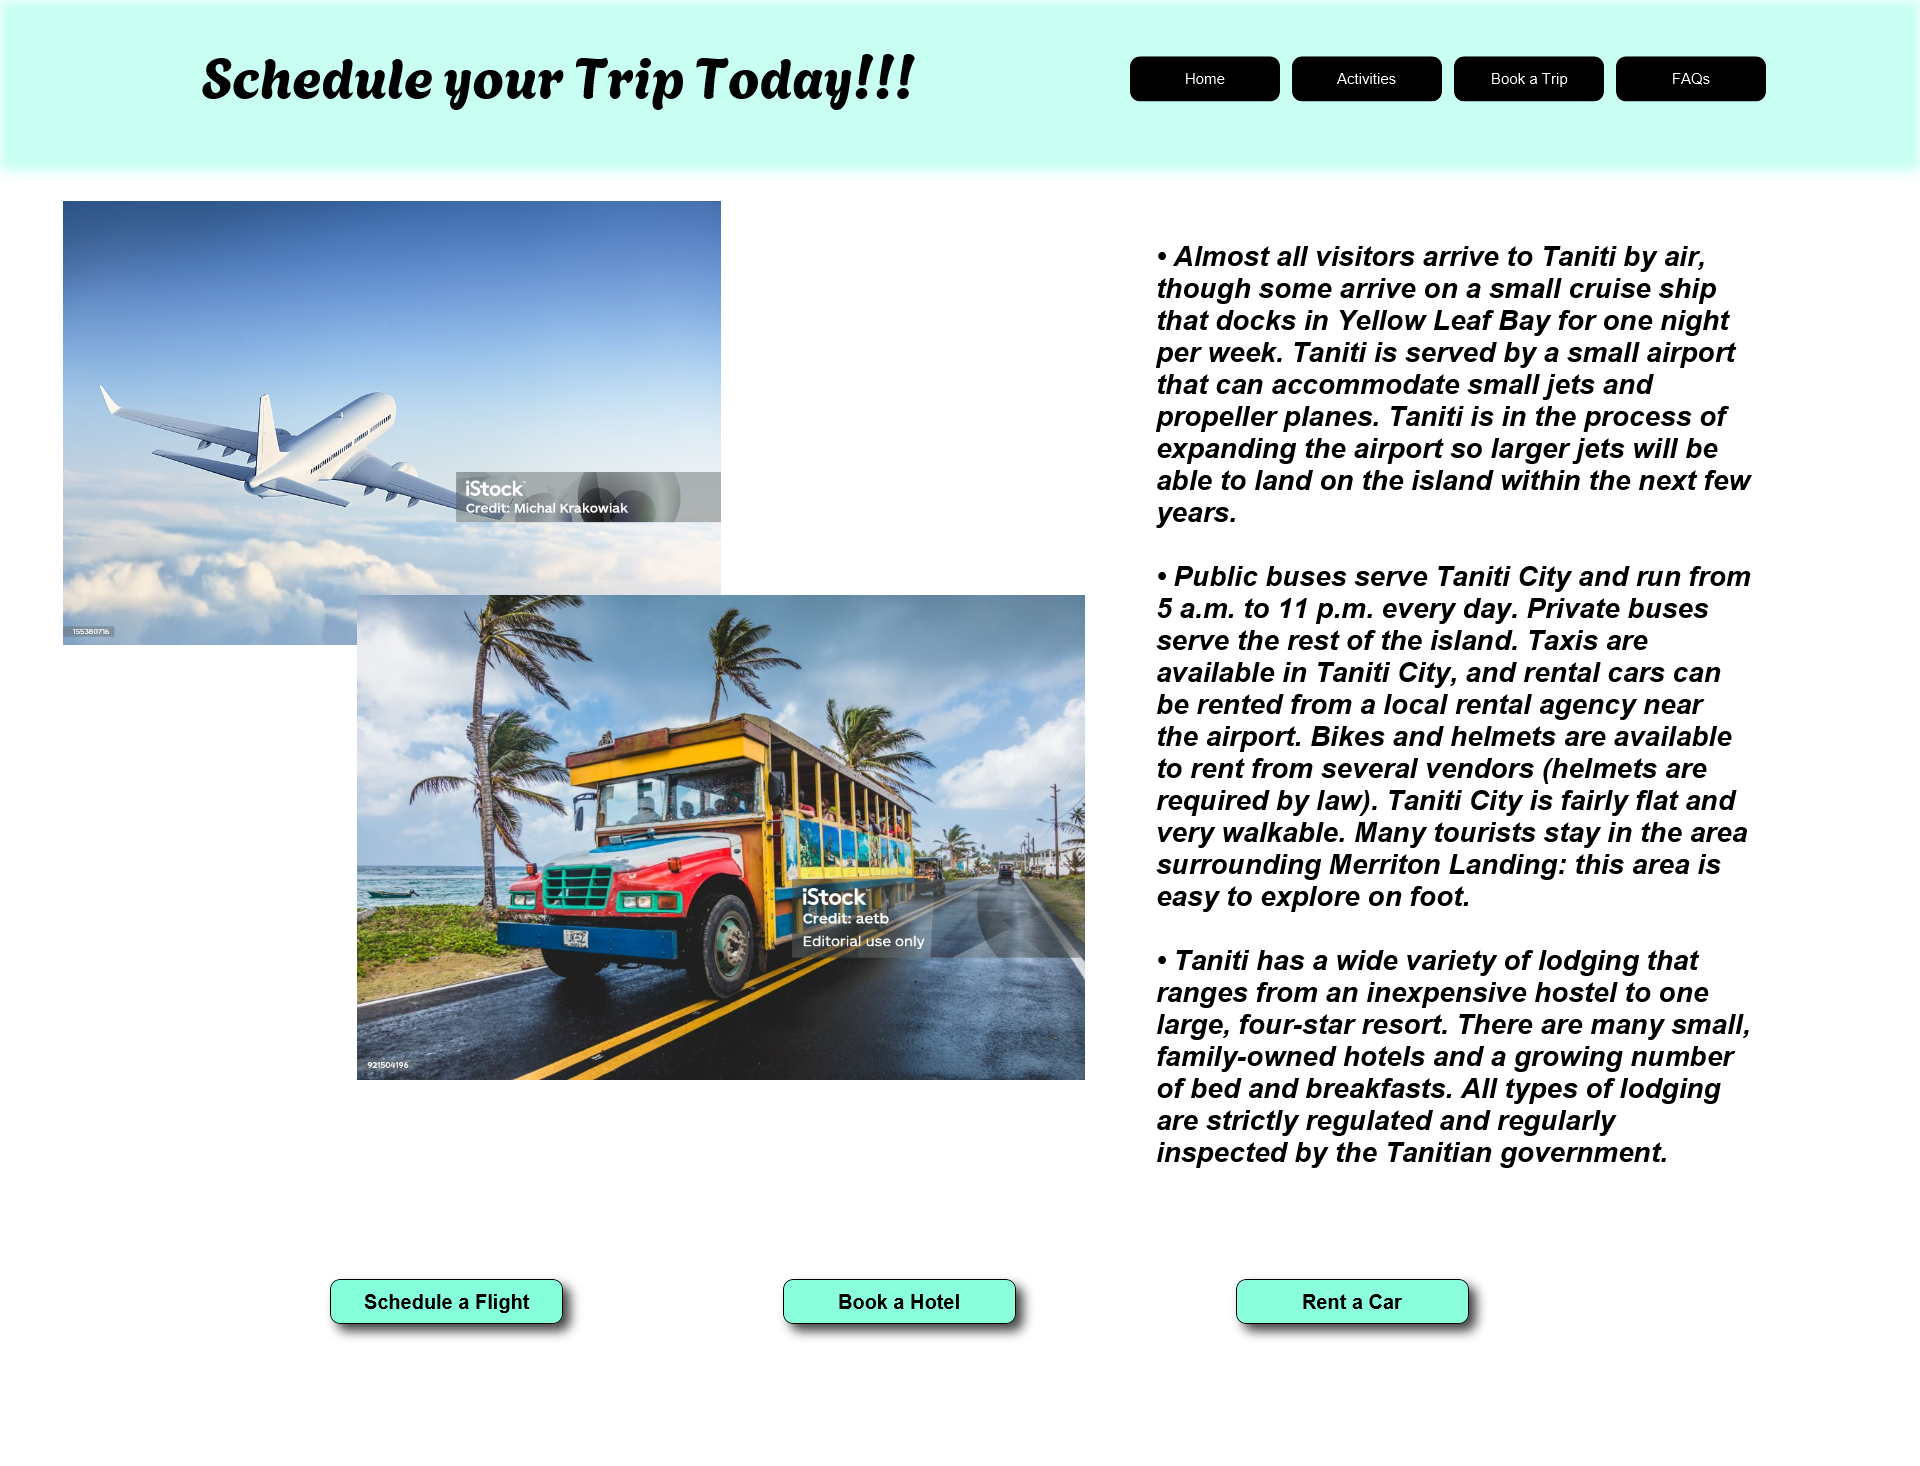 Schedule your Trip Today!!!
Home
Activities
Book a Trip
FAQs
iStock
Credit: Michal Krakowiak
155380716
iStock
Credit: aetb
Editorial use only
921504196
• Almost all visitors arrive to Taniti by air,
though some arrive on a small cruise ship
that docks in Yellow Leaf Bay for one night
per week. Taniti is served by a small airport
that can accommodate small jets and
propeller planes. Taniti is in the process of
expanding the airport so larger jets will be
able to land on the island within the next few
years.
• Public buses serve Taniti City and run from
5 a.m. to 11 p.m. every day. Private buses
serve the rest of the island. Taxis are
available in Taniti City, and rental cars can
be rented from a local rental agency near
the airport. Bikes and helmets are available
to rent from several vendors (helmets are
required by law). Taniti City is fairly flat and
very walkable. Many tourists stay in the area
surrounding Merriton Landing: this area is
easy to explore on foot.
• Taniti has a wide variety of lodging that
ranges from an inexpensive hostel to one
large, four-star resort. There are many small,
family-owned hotels and a growing number
of bed and breakfasts. All types of lodging
are strictly regulated and regularly
inspected by the Tanitian government.
Schedule a Flight
Book a Hotel
Rent a Car